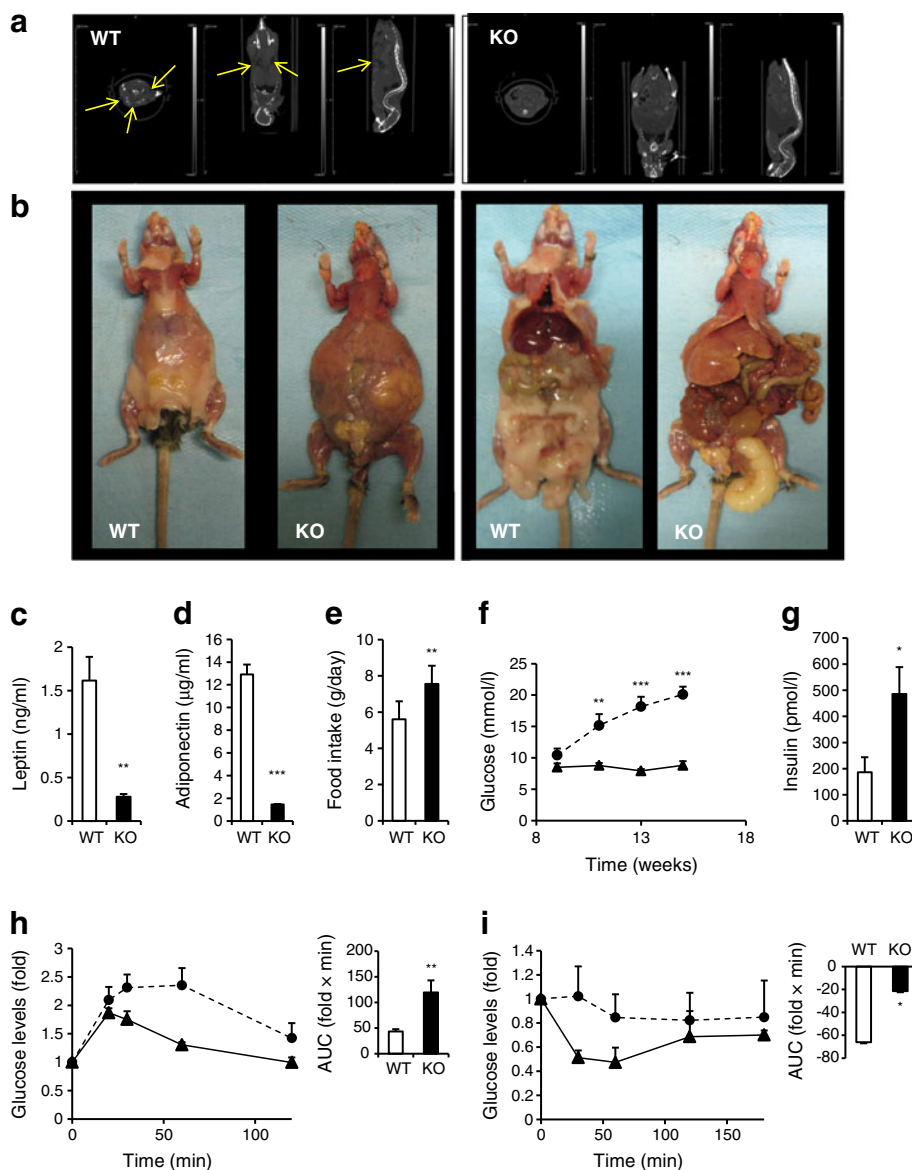 a
WT
KO
b
WT
KO
WT
KO
c
Leptin (ng/ml)
2
1.5
1
0.5
0
**
WT KO
d
Adiponectin (µg/ml)
16
14
12
10
8
6
4
2
0
***
WT KO
e
Food intake (g/day)
10
8
6
4
2
0
**
WT KO
f
Glucose (mmol/l)
25
20
15
10
5
0
** *** ***
8 13 18
Time (weeks)
g
Insulin (pmol/l)
700
600
500
400
300
200
100
0
*
WT KO
h
Glucose levels (fold)
3
2.5
2
1.5
1
0.5
0
0 50 100
Time (min)
AUC (fold × min)
200
150
100
50
0
**
WT KO
i
Glucose levels (fold)
1.4
1.2
1
0.8
0.6
0.4
0.2
0
0 50 100 150
Time (min)
WT KO
AUC (fold × min)
0
-20
-40
-60
-80
*